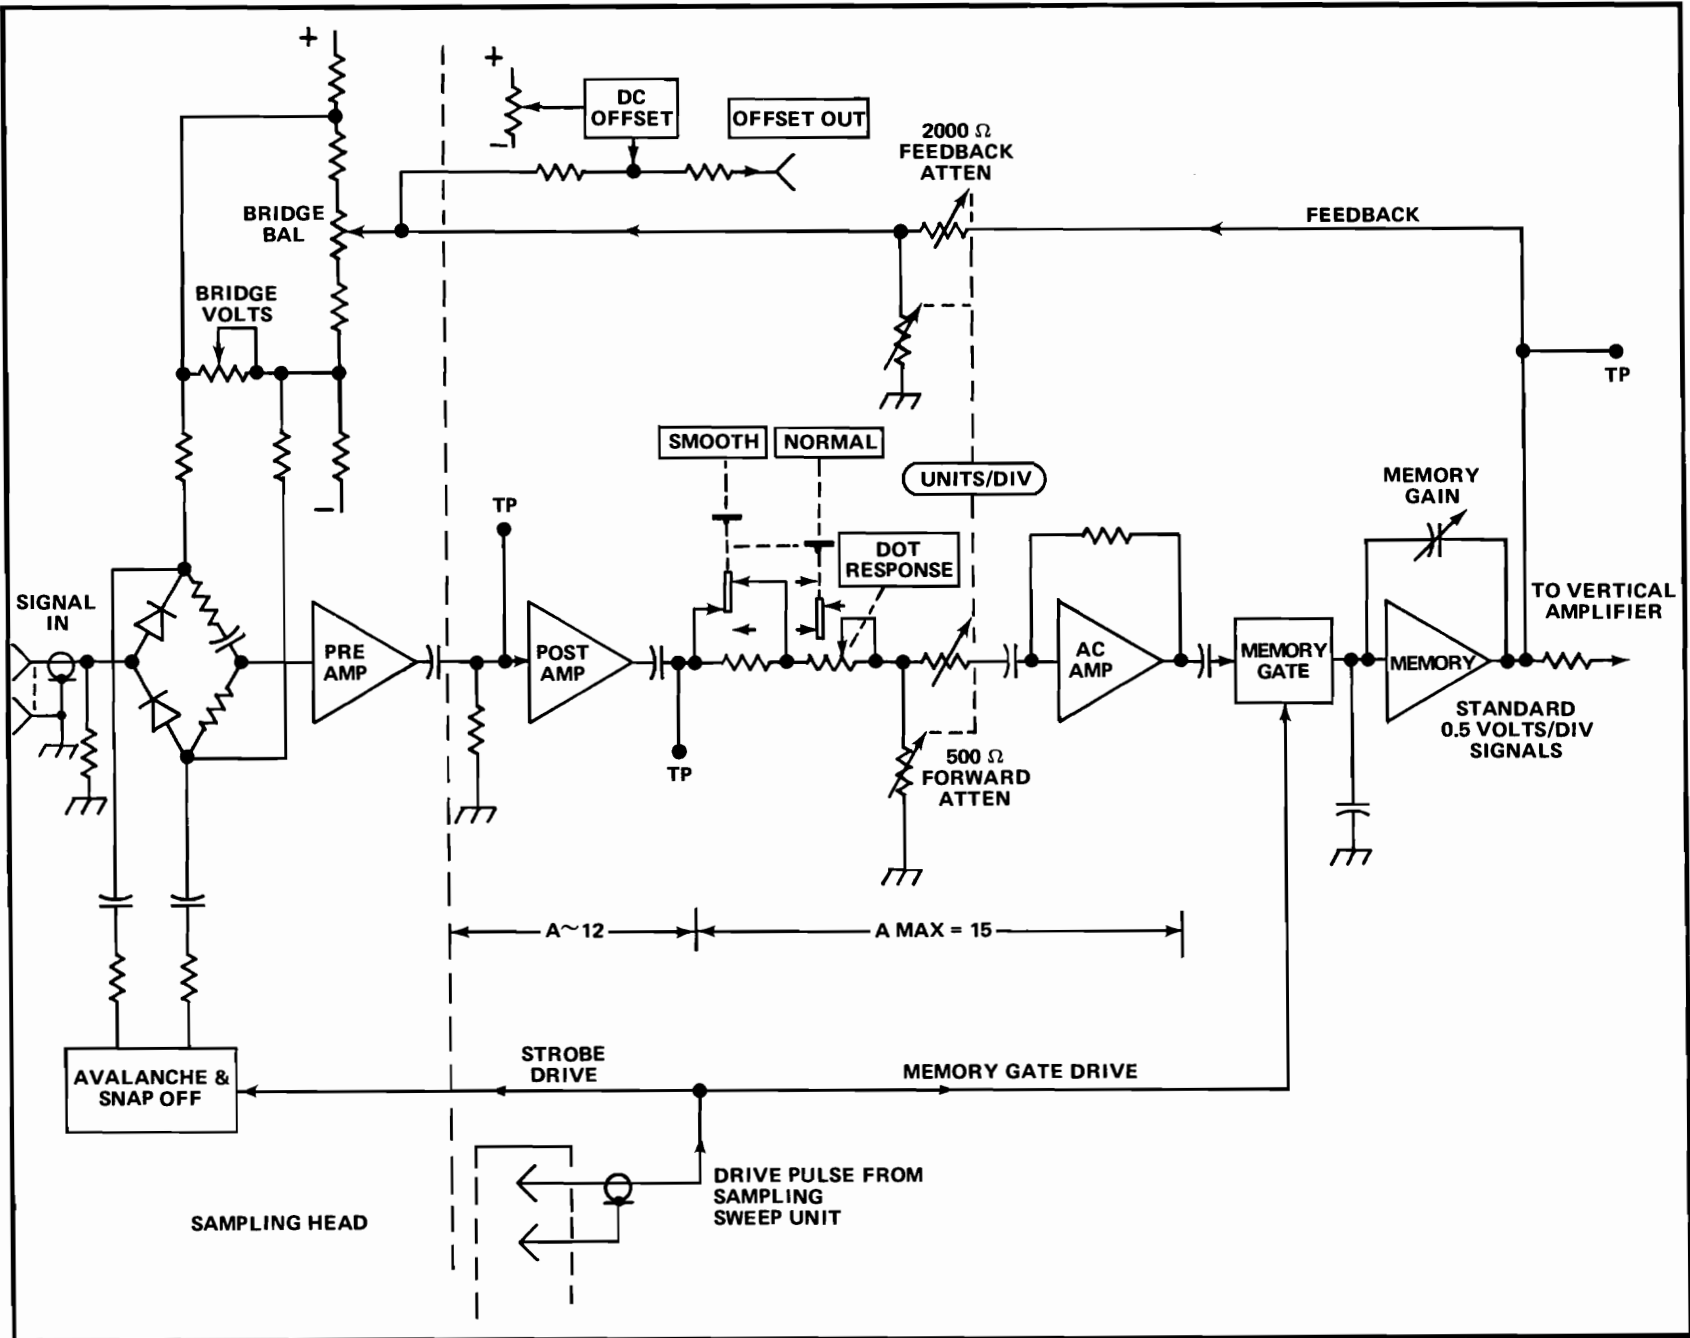 +
+
DC
OFFSET
OFFSET OUT
2000 Ω
FEEDBACK
ATTEN
BRIDGE
BAL
FEEDBACK
BRIDGE
VOLTS
TP
SMOOTH
NORMAL
UNITS/DIV
MEMORY
GAIN
TP
DOT
RESPONSE
SIGNAL
IN
TO VERTICAL
AMPLIFIER
PRE
AMP
POST
AMP
AC
AMP
MEMORY
GATE
MEMORY
STANDARD
0.5 VOLTS/DIV
SIGNALS
TP
500 Ω
FORWARD
ATTEN
A~12
A MAX = 15
STROBE
DRIVE
MEMORY GATE DRIVE
AVALANCHE &
SNAP OFF
DRIVE PULSE FROM
SAMPLING
SWEEP UNIT
SAMPLING HEAD